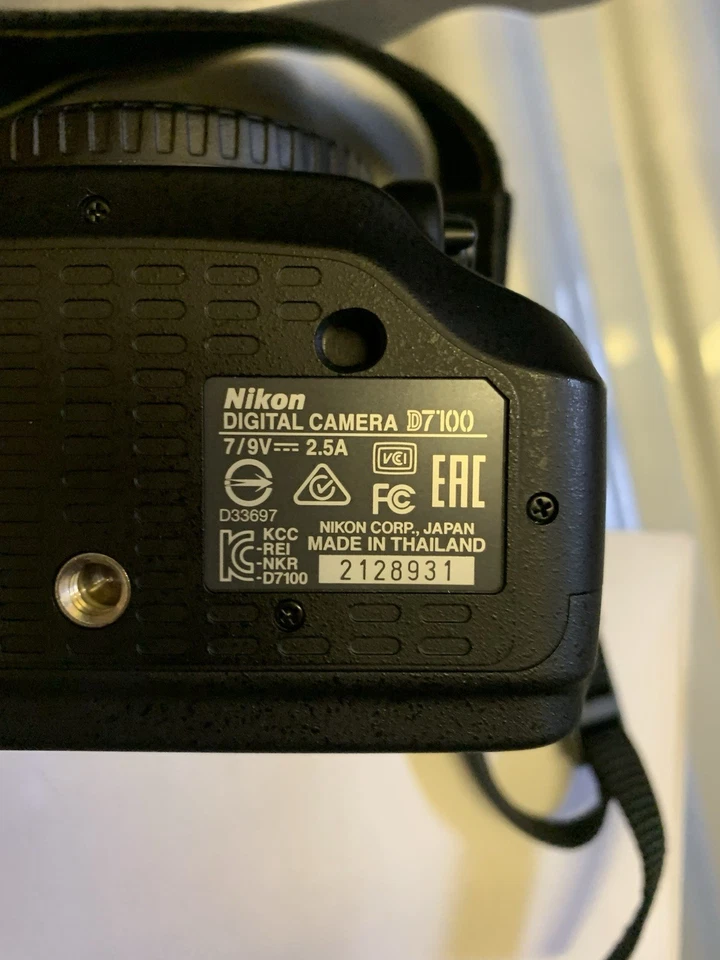 Nikon
DIGITAL CAMERA D7100
7/9V⎓ 2.5A
VCI
FC
EAC
D33697
KCC
-REI
-NKR
-D7100
NIKON CORP., JAPAN
MADE IN THAILAND
2128931